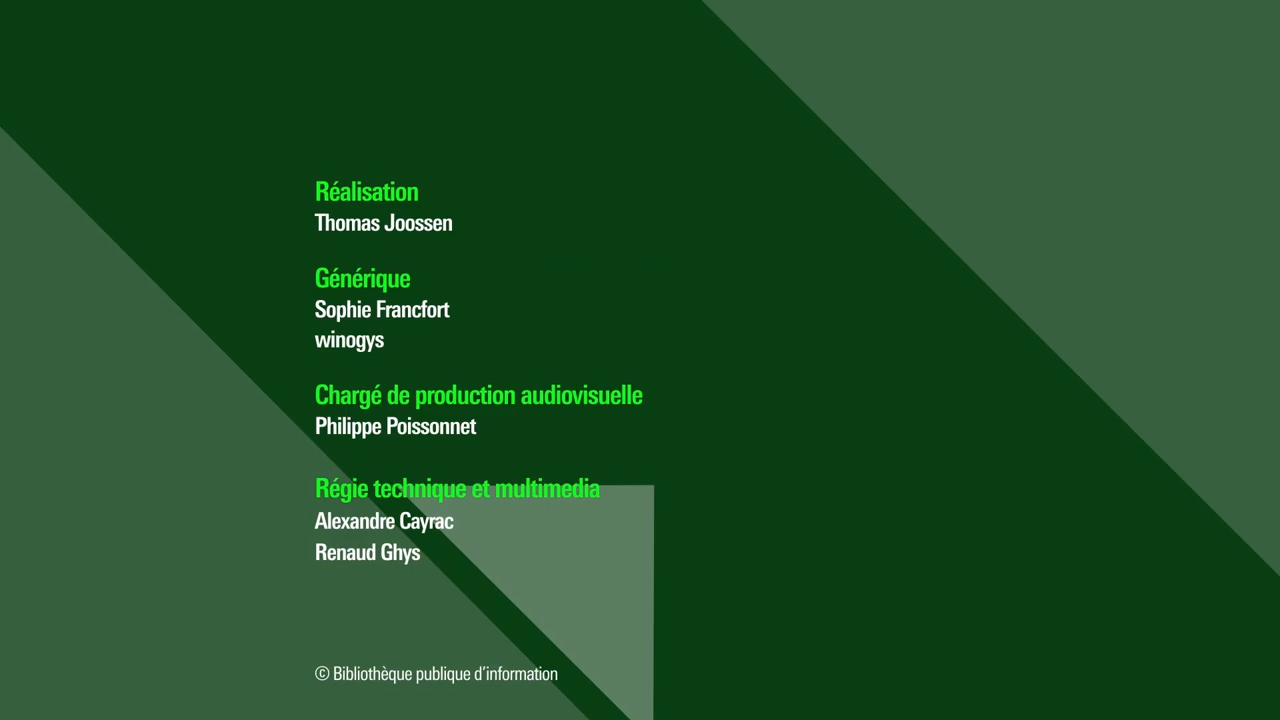 Réalisation
Thomas Joossen
Générique
Sophie Francfort
winogys
Chargé de production audiovisuelle
Philippe Poissonnet
Régie technique et multimedia
Alexandre Cayrac
Renaud Ghys
© Bibliothèque publique d’information